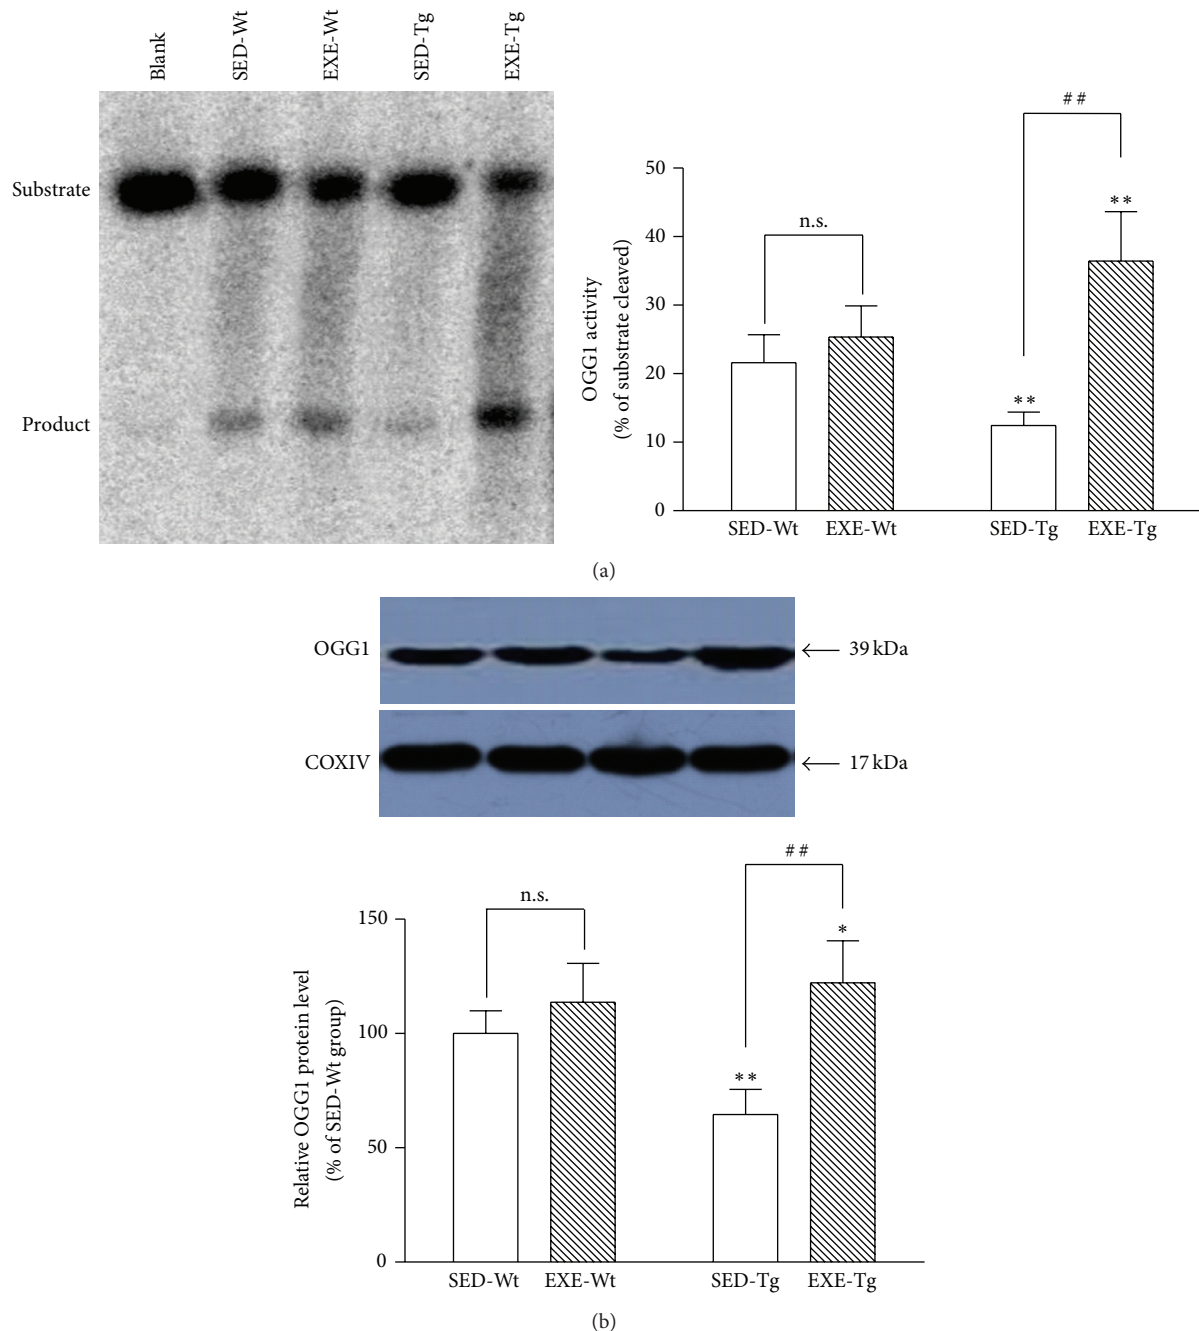 Blank
SED-Wt
EXE-Wt
SED-Tg
EXE-Tg
Substrate
Product
OGG1 activity
(% of substrate cleaved)
50
40
30
20
10
0
n.s.
##
**
**
SED-Wt
EXE-Wt
SED-Tg
EXE-Tg
(a)
OGG1
39 kDa
COXIV
17 kDa
Relative OGG1 protein level
(% of SED-Wt group)
150
100
50
0
n.s.
##
*
**
SED-Wt
EXE-Wt
SED-Tg
EXE-Tg
(b)